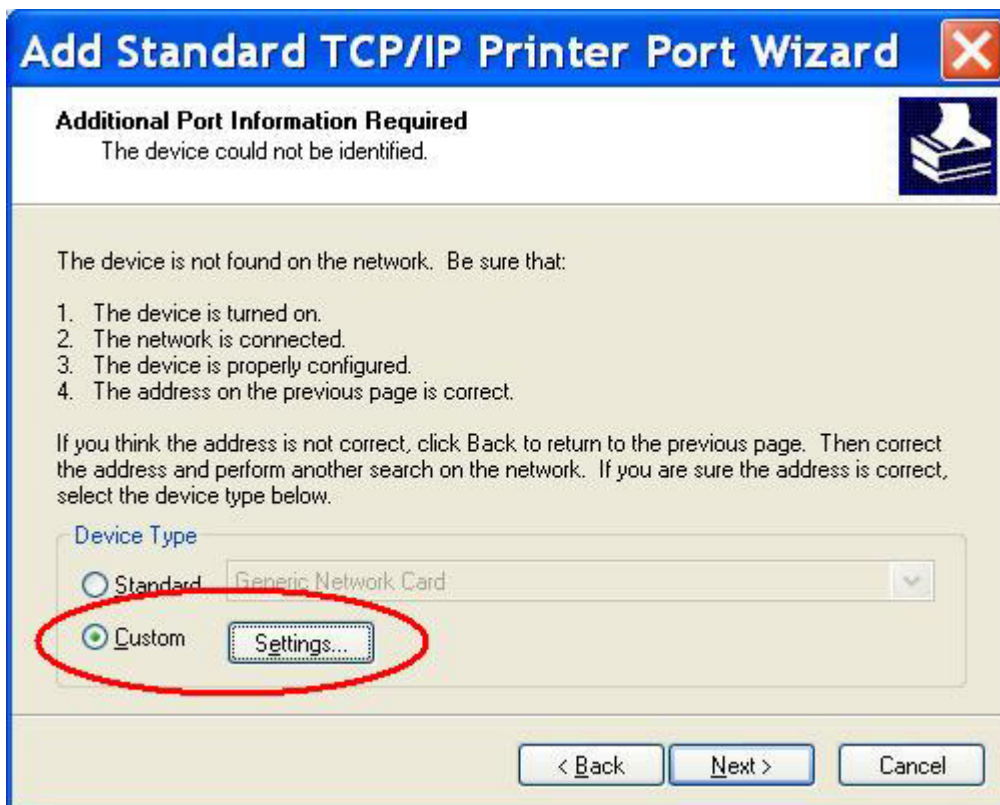 Add Standard TCP/IP Printer Port Wizard
Additional Port Information Required
The device could not be identified.
The device is not found on the network.  Be sure that:
1.  The device is turned on.
2.  The network is connected.
3.  The device is properly configured.
4.  The address on the previous page is correct.
If you think the address is not correct, click Back to return to the previous page.  Then correct
the address and perform another search on the network.  If you are sure the address is correct,
select the device type below.
Device Type
Standard Generic Network Card
Custom Settings...
< Back Next > Cancel